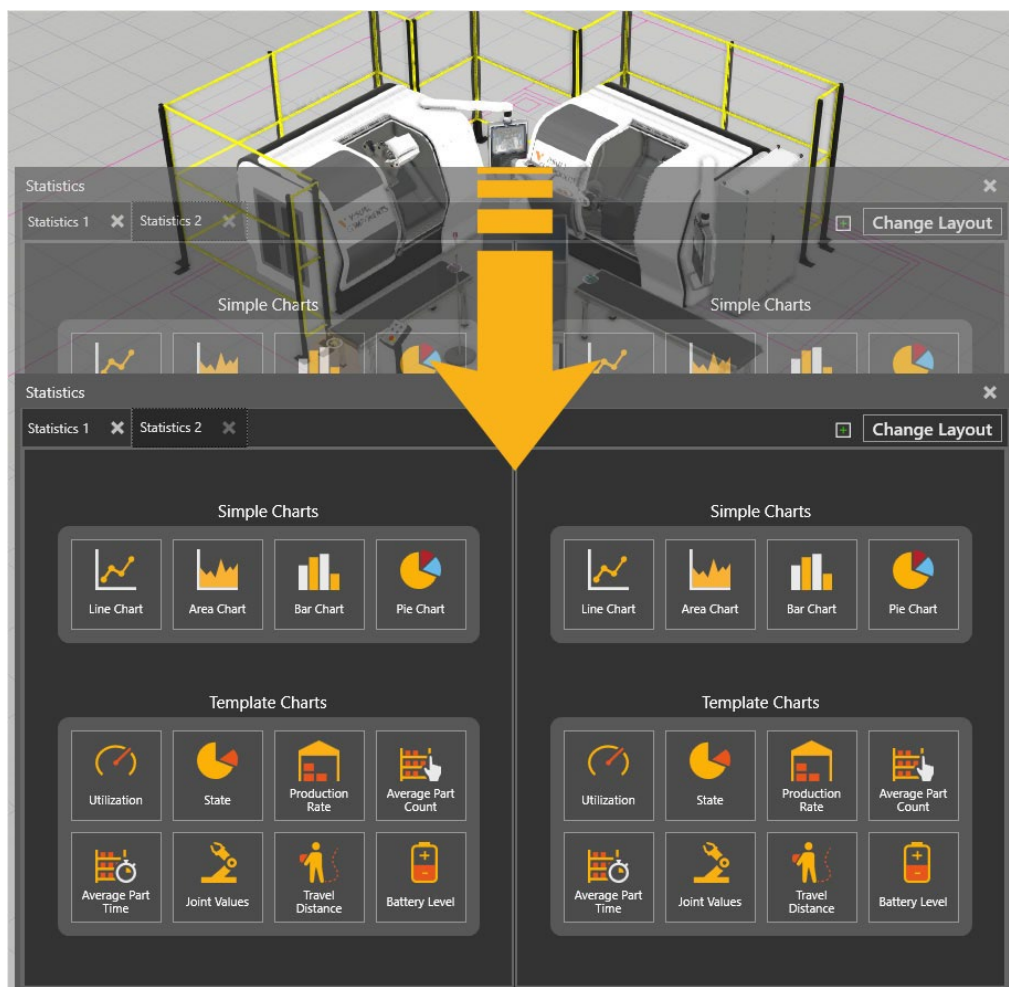 Statistics
Statistics 1
Statistics 2
Change Layout
Simple Charts
Simple Charts
Statistics
Statistics 1
Statistics 2
Change Layout
Simple Charts
Line Chart
Area Chart
Bar Chart
Pie Chart
Simple Charts
Line Chart
Area Chart
Bar Chart
Pie Chart
Template Charts
Utilization
State
Production
Rate
Average Part
Count
Average Part
Time
Joint Values
Travel
Distance
Battery Level
Template Charts
Utilization
State
Production
Rate
Average Part
Count
Average Part
Time
Joint Values
Travel
Distance
Battery Level